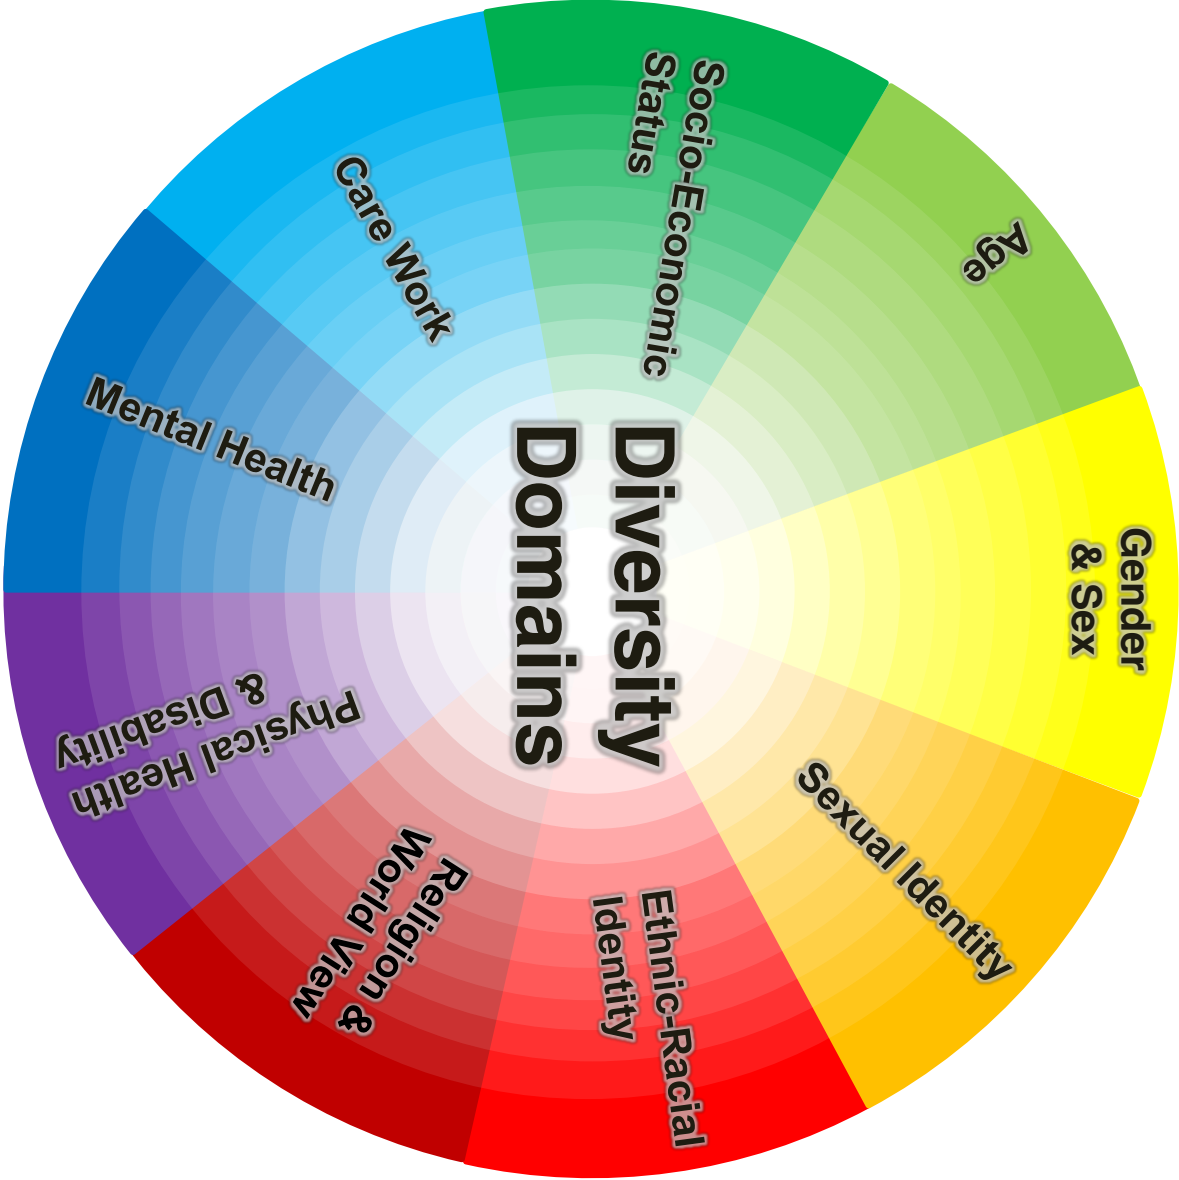 Diversity
Domains
Gender
& Sex
Sexual Identity
Ethnic-Racial
Identity
Religion &
World View
Physical Health
& Disability
Mental Health
Care Work
Socio-Economic
Status
Age